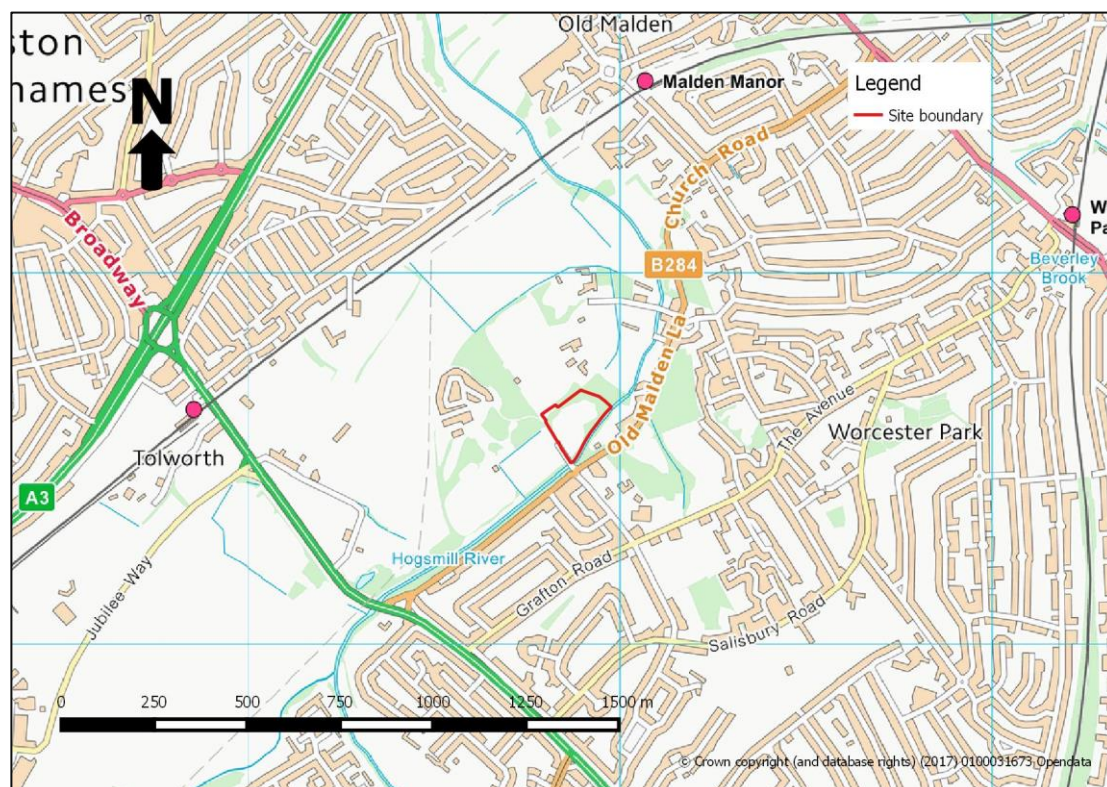 Old Malden
ston
hames
N
Malden Manor
Legend
Site boundary
Church Road
Broadway
W
Pa
B284
Beverley
Brook
Old-Malden-La
The Avenue
Worcester Park
Tolworth
A3
Hogsmill River
Jubilee Way
Grafton Road
Salisbury Road
0 250 500 750 1000 1250 1500 m
© Crown copyright (and database rights) (2017) 0100031673 Opendata